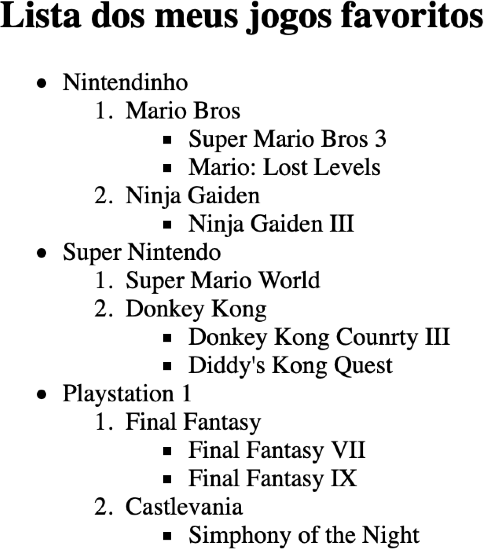 Lista dos meus jogos favoritos
• Nintendinho
1. Mario Bros
▪ Super Mario Bros 3
▪ Mario: Lost Levels
2. Ninja Gaiden
▪ Ninja Gaiden III
• Super Nintendo
1. Super Mario World
2. Donkey Kong
▪ Donkey Kong Counrty III
▪ Diddy's Kong Quest
• Playstation 1
1. Final Fantasy
▪ Final Fantasy VII
▪ Final Fantasy IX
2. Castlevania
▪ Simphony of the Night